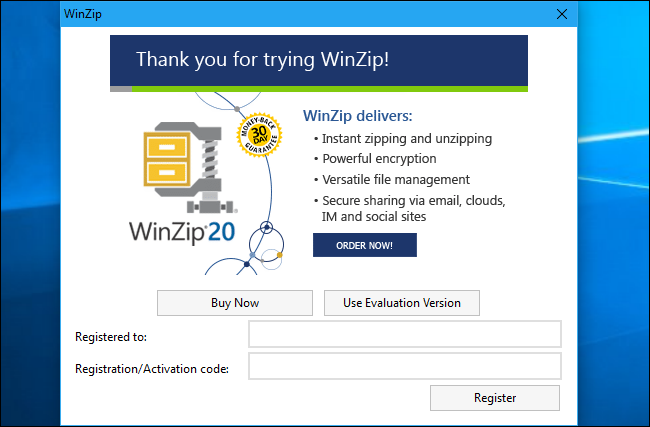 WinZip
Thank you for trying WinZip!
MONEY-BACK
30
DAY
GUARANTEE
WinZip delivers:
• Instant zipping and unzipping
• Powerful encryption
• Versatile file management
• Secure sharing via email, clouds,
IM and social sites
WinZip® 20
ORDER NOW!
Buy Now
Use Evaluation Version
Registered to:
Registration/Activation code:
Register